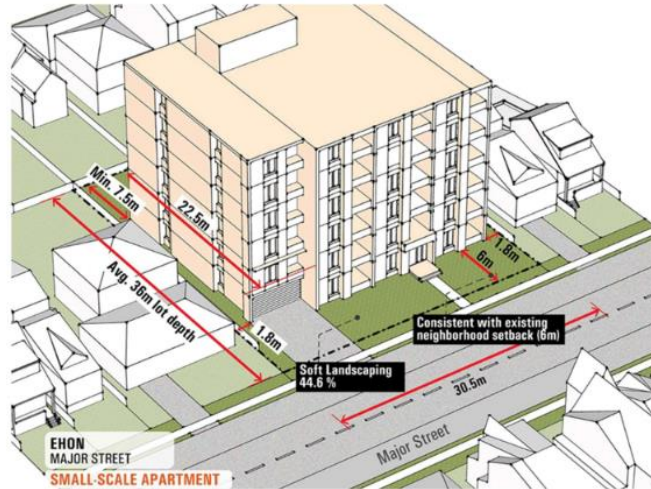 Min. 7.5m
22.5m
Avg. 36m lot depth
1.8m
6m
1.8m
Consistent with existing
neighborhood setback (6m)
Soft Landscaping
44.6 %
30.5m
Major Street
EHON
MAJOR STREET
SMALL-SCALE APARTMENT